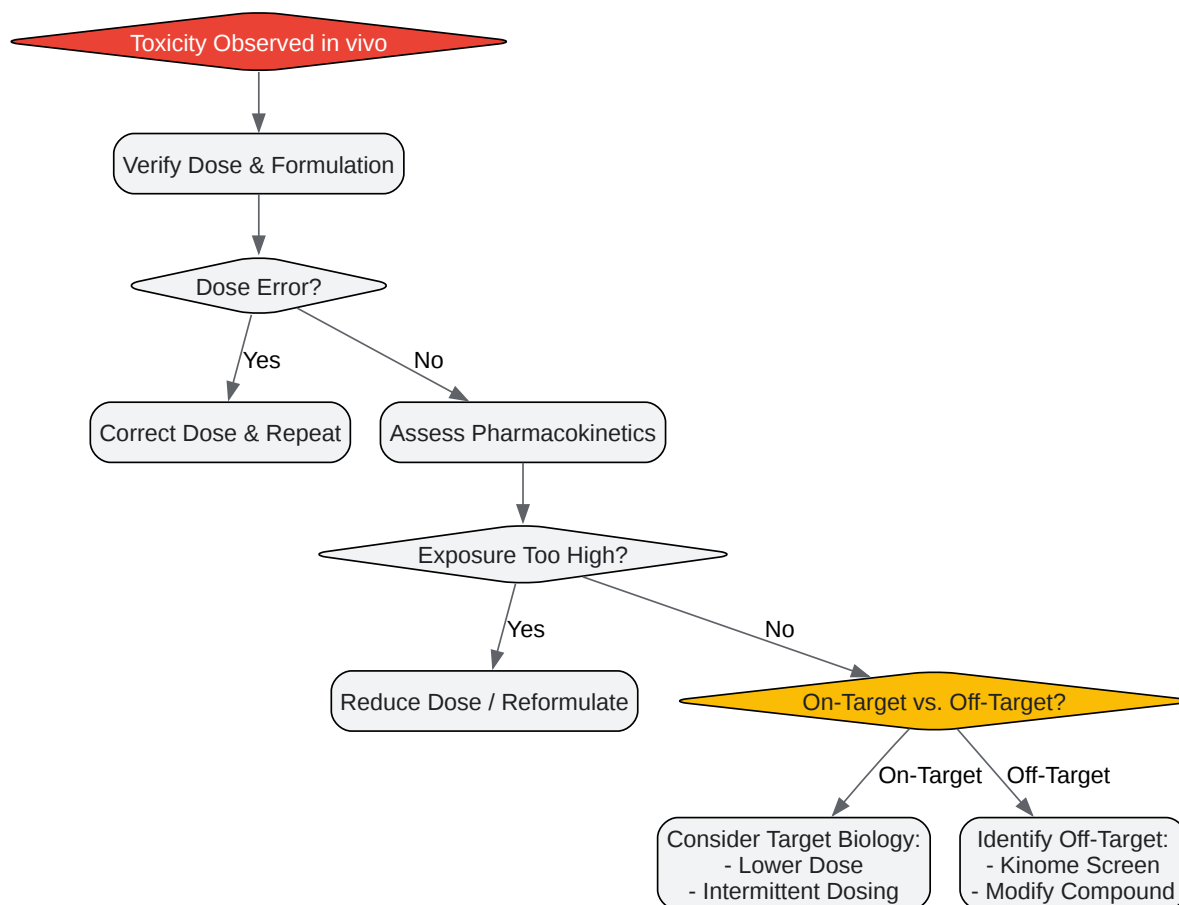 Toxicity Observed in vivo
Verify Dose & Formulation
Dose Error?
Yes
No
Correct Dose & Repeat
Assess Pharmacokinetics
Exposure Too High?
Yes
No
Reduce Dose / Reformulate
On-Target vs. Off-Target?
On-Target
Off-Target
Consider Target Biology:
- Lower Dose
- Intermittent Dosing
Identify Off-Target:
- Kinome Screen
- Modify Compound